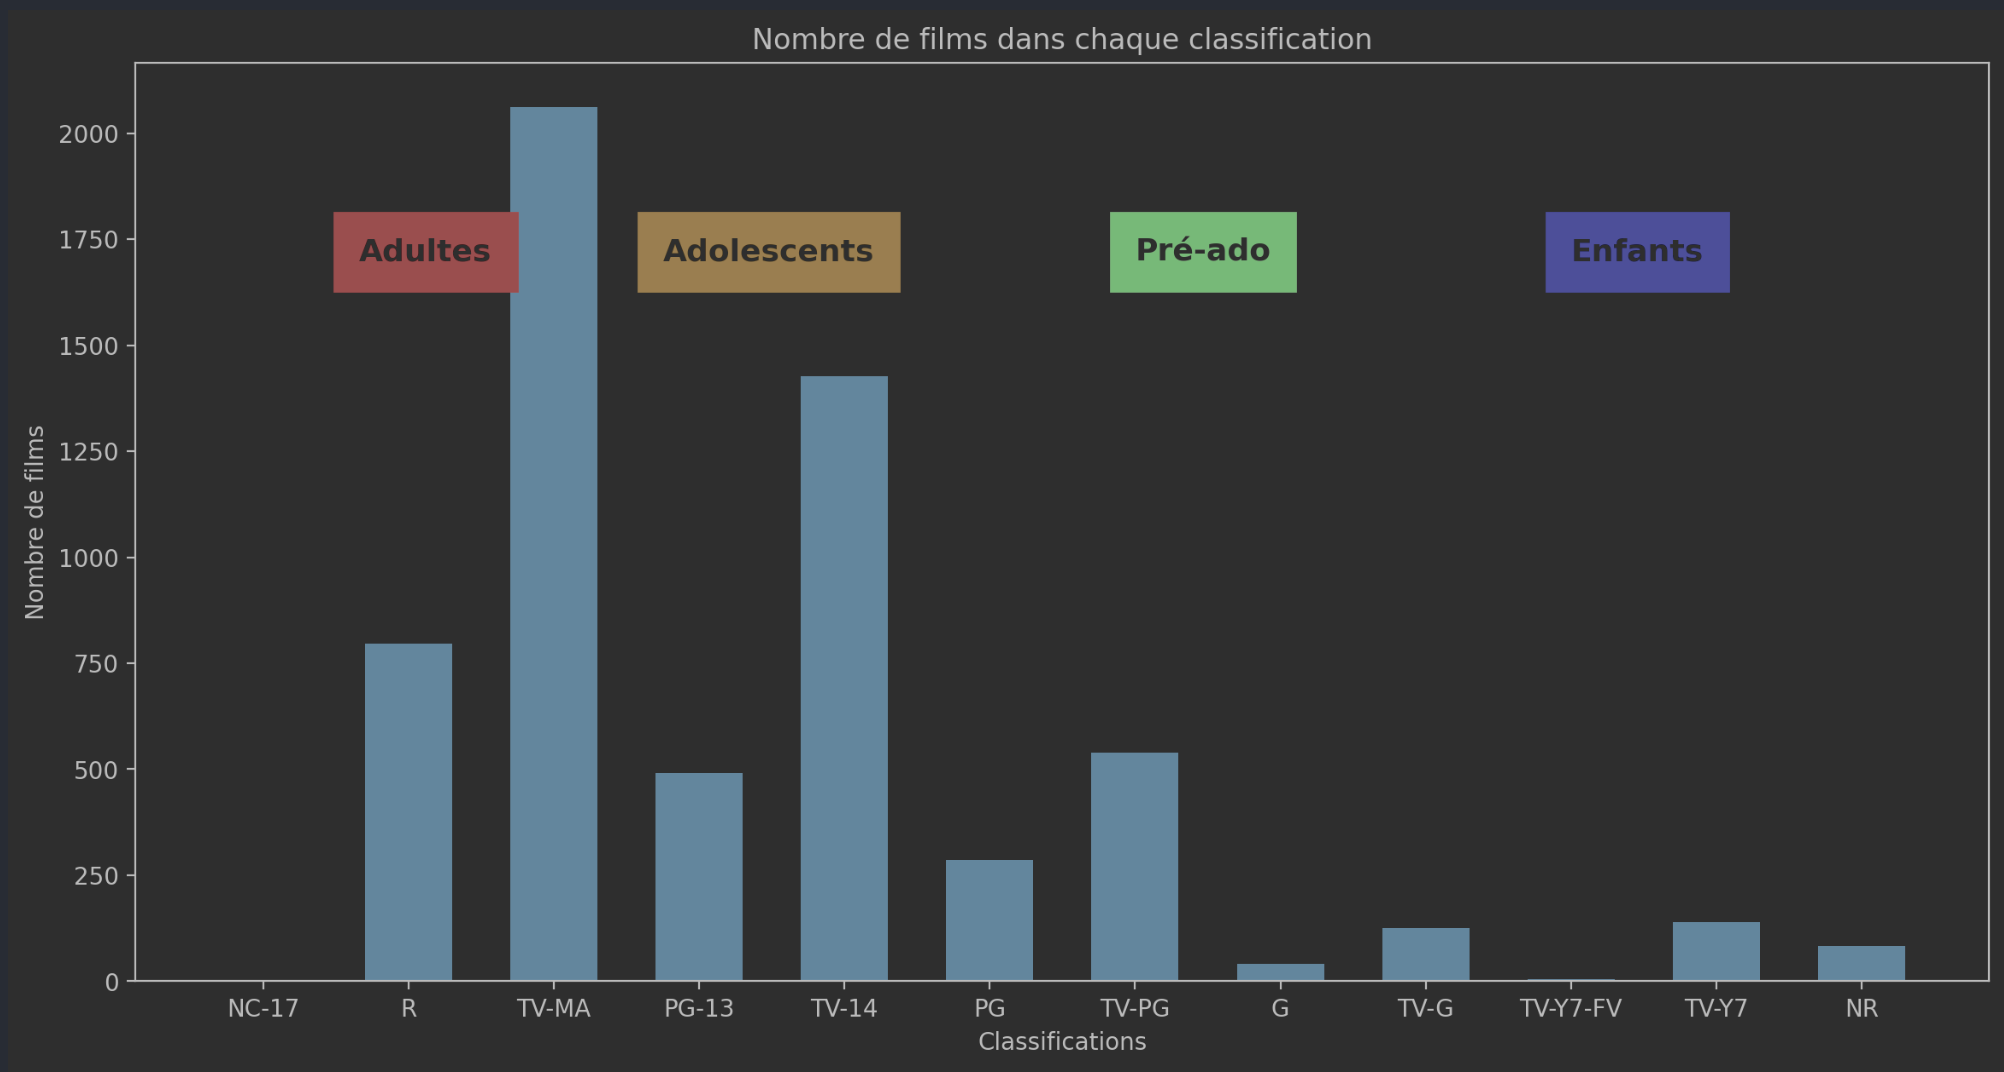 Nombre de films dans chaque classification
2000
1750
1500
1250
1000
750
500
250
0
Nombre de films
Adultes
Adolescents
Pré-ado
Enfants
NC-17
R
TV-MA
PG-13
TV-14
PG
TV-PG
G
TV-G
TV-Y7-FV
TV-Y7
NR
Classifications